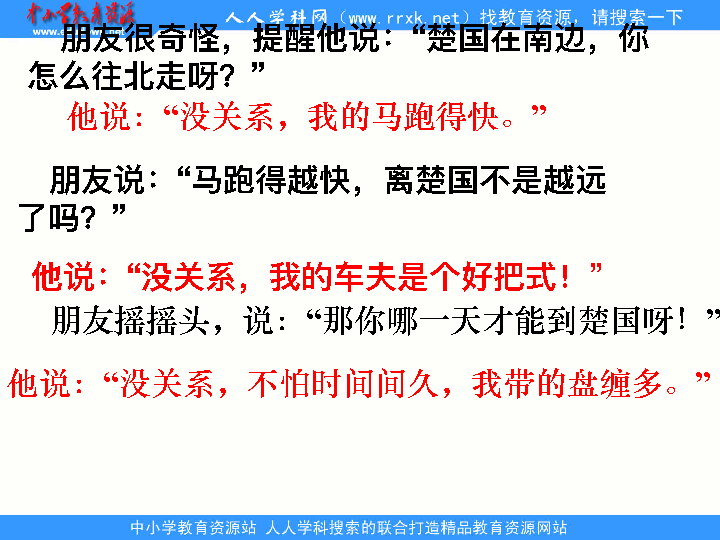 中小学教育资源
人人学科网（www.rrxk.net）找教育资源，请搜索一下
朋友很奇怪，提醒他说：“楚国在南边，你
怎么往北走呀？”
他说：“没关系，我的马跑得快。”
朋友说：“马跑得越快，离楚国不是越远
了吗？”
他说：“没关系，我的车夫是个好把式！”
朋友摇摇头，说：“那你哪一天才能到楚国呀！”
他说：“没关系，不怕时间间久，我带的盘缠多。”
中小学教育资源站 人人学科搜索的联合打造精品教育资源网站